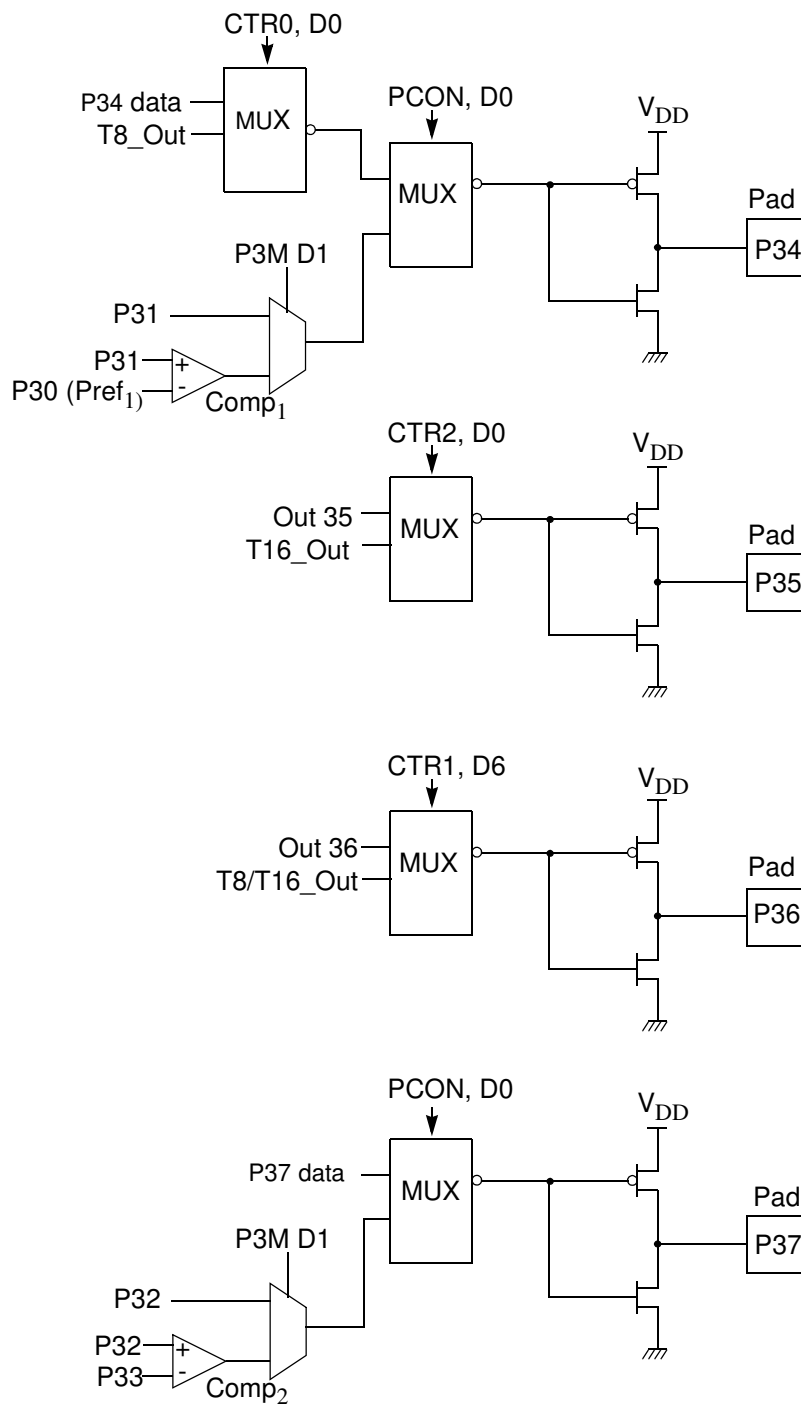 CTR0, D0
P34 data
T8_Out
MUX
PCON, D0
MUX
VDD
Pad
P34
P3M D1
P31
P31
+
P30 (Pref1)
-
Comp1
CTR2, D0
Out 35
T16_Out
MUX
VDD
Pad
P35
CTR1, D6
Out 36
T8/T16_Out
MUX
VDD
Pad
P36
PCON, D0
P37 data
MUX
VDD
Pad
P37
P3M D1
P32
P32
+
P33
-
Comp2